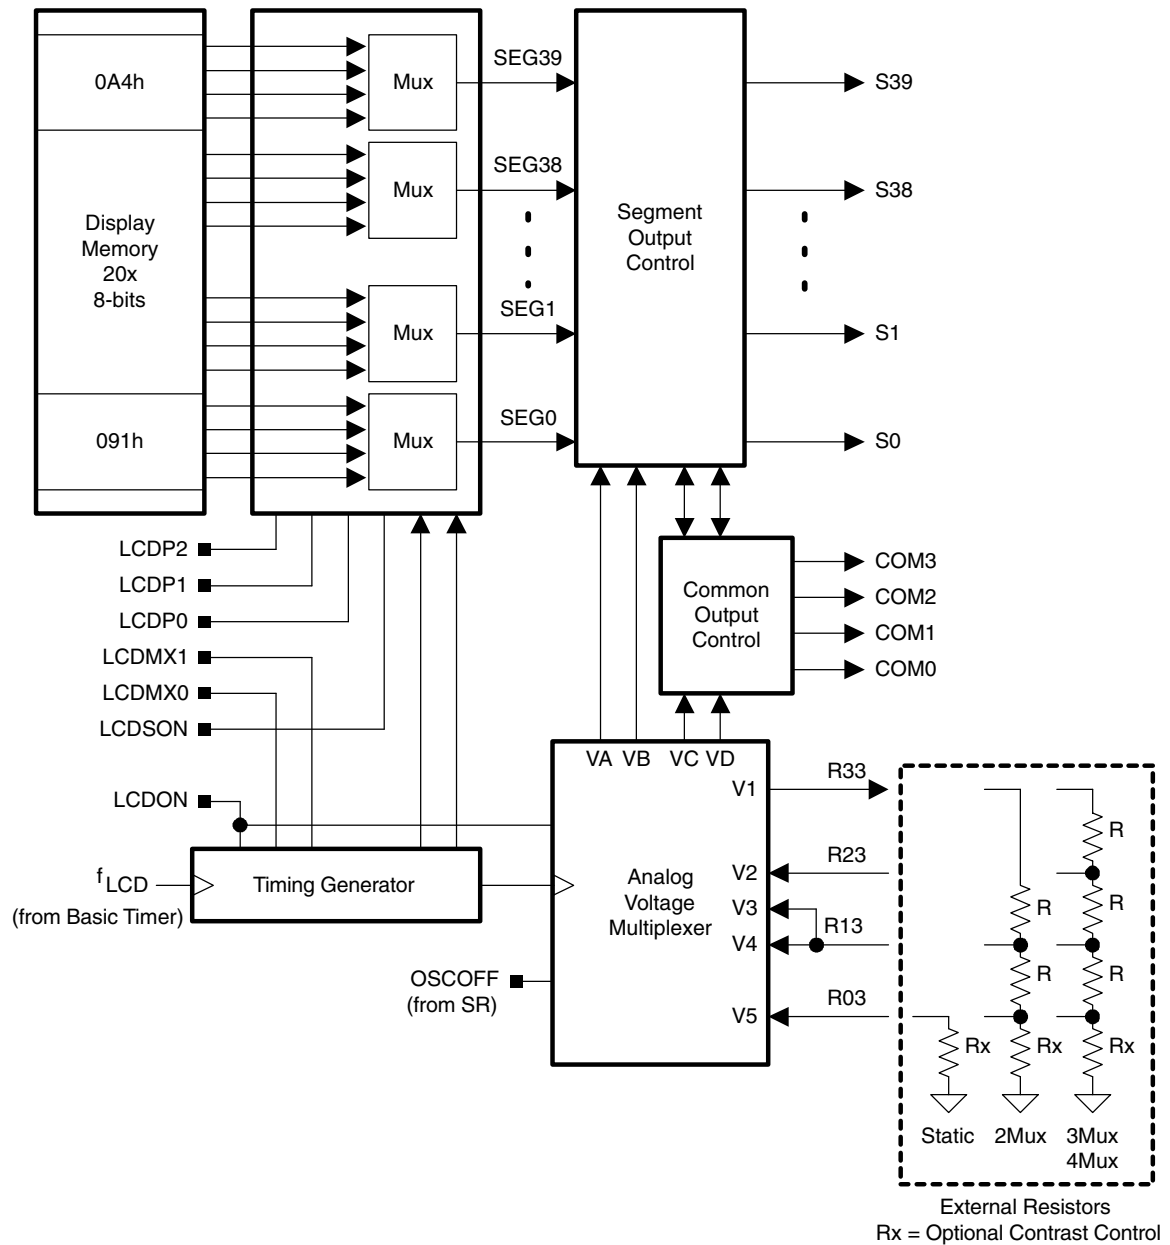 0A4h
Display
Memory
20x
8-bits
091h
Mux
Mux
Mux
Mux
SEG39
SEG38
SEG1
SEG0
Segment
Output
Control
S39
S38
S1
S0
LCDP2
LCDP1
LCDP0
LCDMX1
LCDMX0
LCDSON
LCDON
Common
Output
Control
COM3
COM2
COM1
COM0
fLCD
(from Basic Timer)
Timing Generator
OSCOFF
(from SR)
VA VB VC VD
Analog
Voltage
Multiplexer
V1
V2
V3
V4
V5
R33
R23
R13
R03
R
R
R
R
R
Rx
Rx
Rx
Static
2Mux
3Mux
4Mux
External Resistors
Rx = Optional Contrast Control